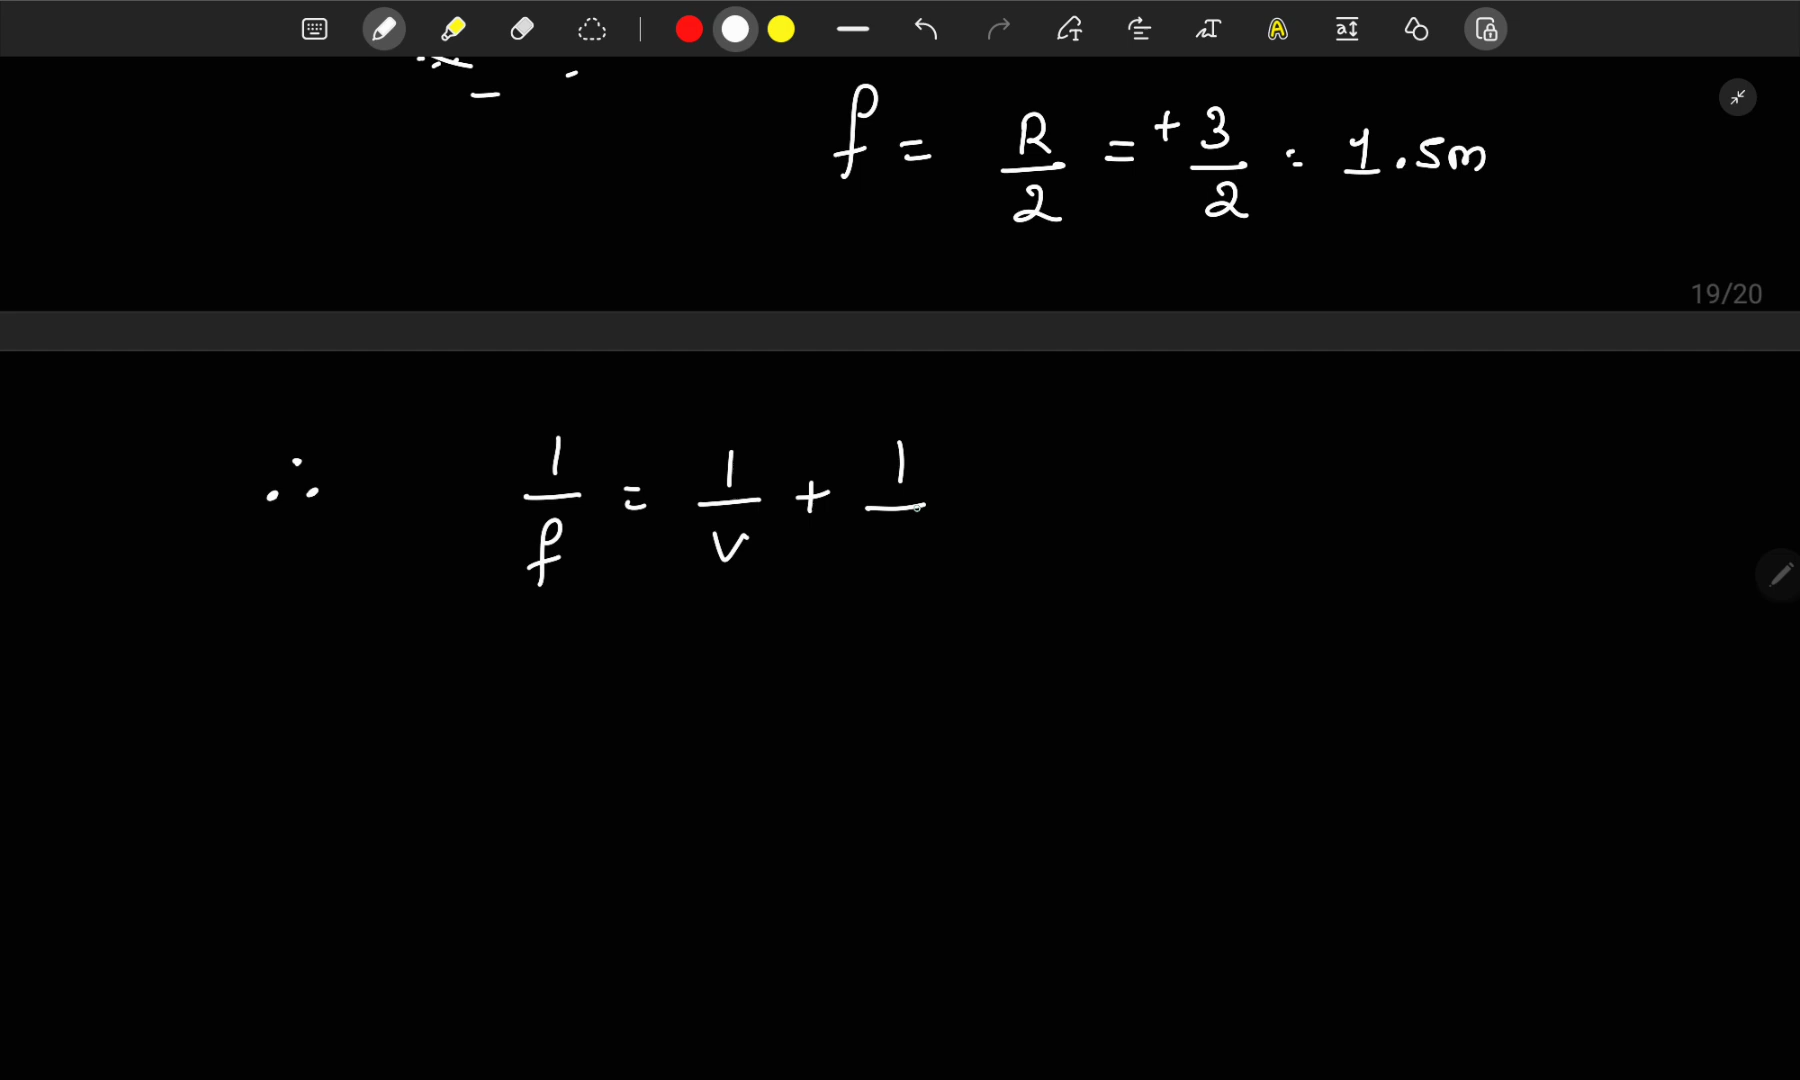 f = R/2 = +3/2 = 1.5m
19/20
∴ 1/f = 1/v + 1/